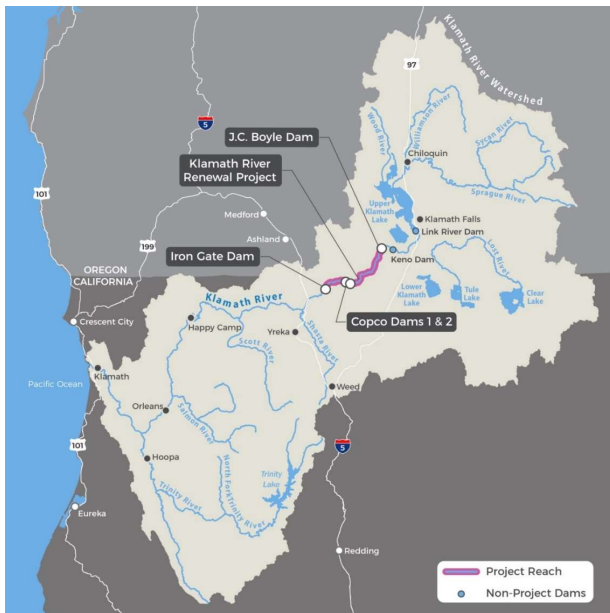 97
Klamath River Watershed
5
J.C. Boyle Dam
Wood River
Williamson River
Sycan River
Klamath River
Renewal Project
Chiloquin
Sprague River
101
Upper
Klamath
Lake
Medford
Klamath Falls
Link River Dam
199
Ashland
Lost River
Iron Gate Dam
Keno Dam
OREGON
CALIFORNIA
Lower
Klamath
Lake
Tule
Lake
Clear
Lake
Klamath River
Copco Dams 1 & 2
Crescent City
Happy Camp
Yreka
Shasta River
Scott River
Klamath
Pacific Ocean
Weed
Orleans
Salmon River
101
5
Hoopa
North Fork Trinity River
Trinity
Lake
Trinity River
Eureka
Redding
Project Reach
Non-Project Dams